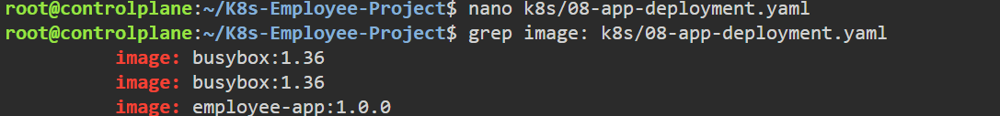 root@controlplane:~/K8s-Employee-Project$ nano k8s/08-app-deployment.yaml
root@controlplane:~/K8s-Employee-Project$ grep image: k8s/08-app-deployment.yaml
image: busybox:1.36
image: busybox:1.36
image: employee-app:1.0.0